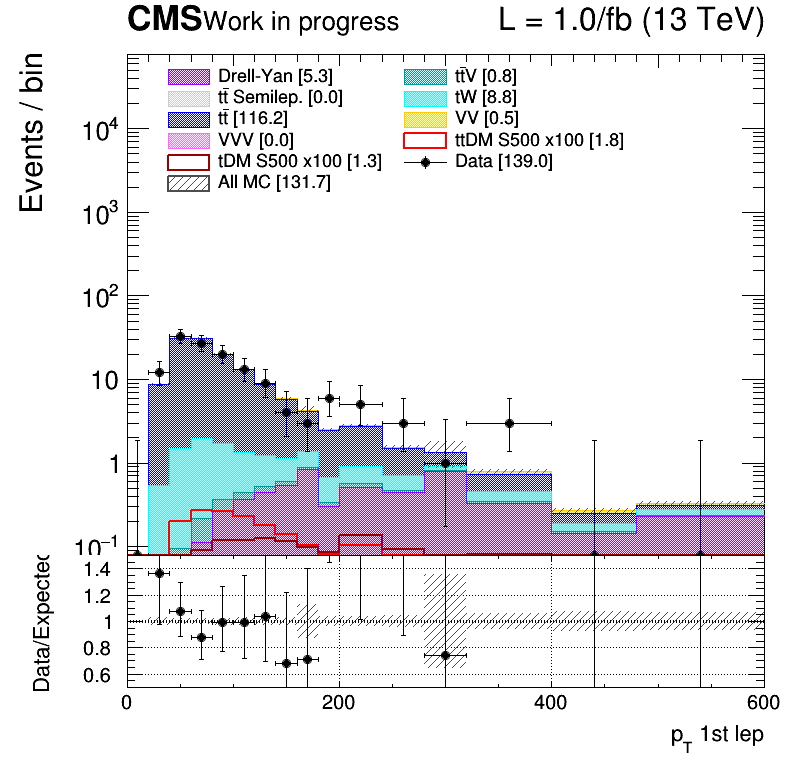 CMS Work in progress L = 1.0/fb (13 TeV)
Events / bin
Drell-Yan [5.3] tt̄V [0.8]
tt̄ Semilep. [0.0] tW [8.8]
tt̄ [116.2] VV [0.5]
VVV [0.0] ttDM S500 x100 [1.8]
tDM S500 x100 [1.3] Data [139.0]
All MC [131.7]
10⁴
10³
10²
10
1
10⁻¹
Data/Expected
1.4
1.2
1
0.8
0.6
0 200 400 600
p_T 1st lep